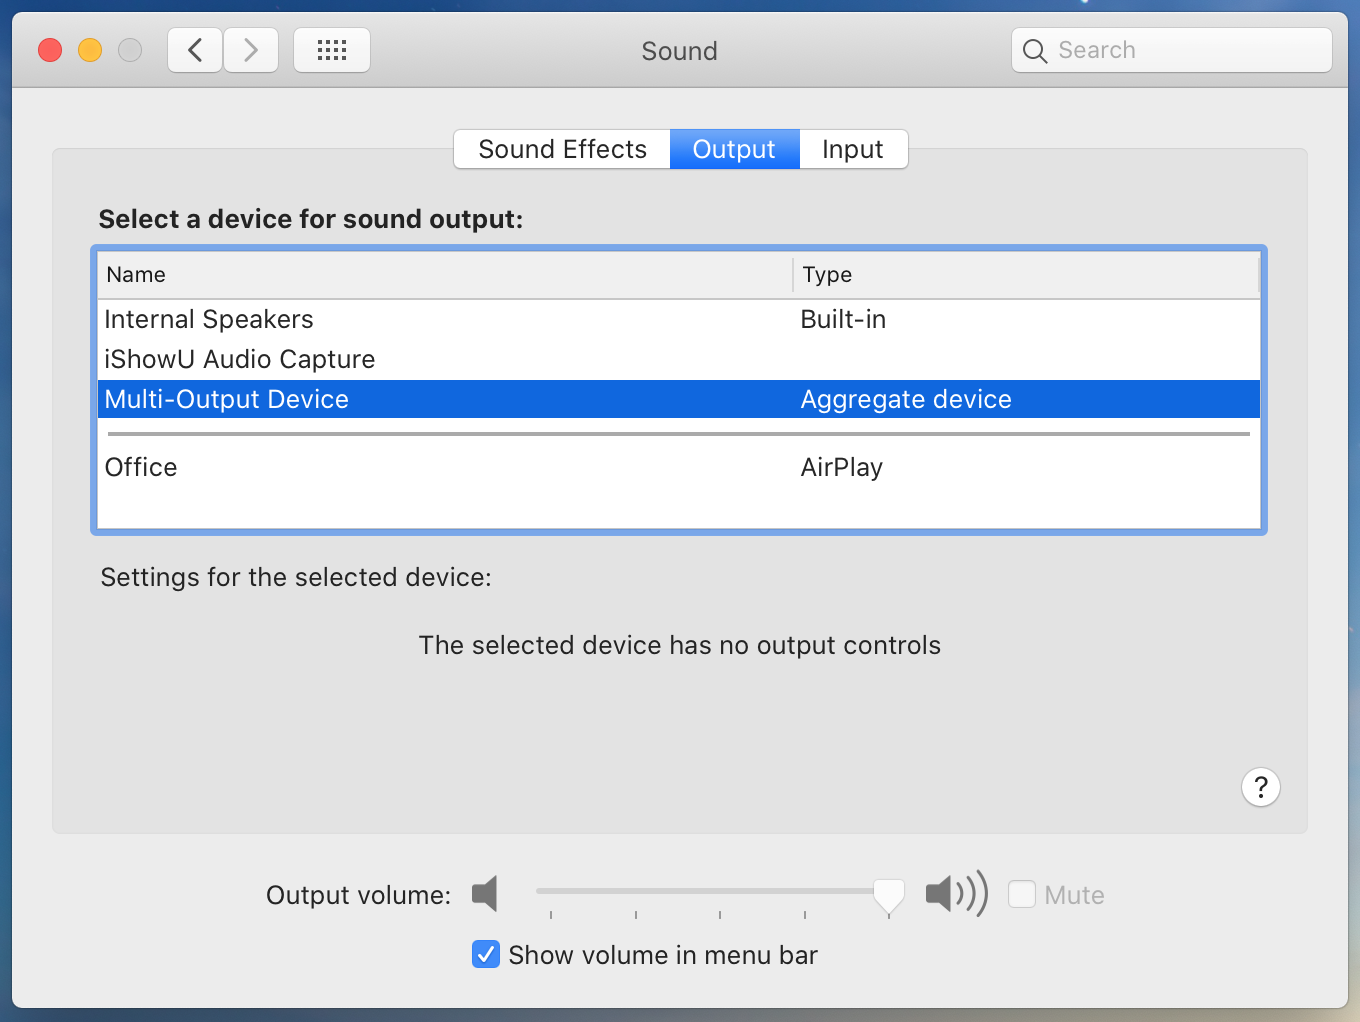 Sound
Search
Sound Effects Output Input
Select a device for sound output:
Name Type
Internal Speakers Built-in
iShowU Audio Capture
Multi-Output Device Aggregate device
Office AirPlay
Settings for the selected device:
The selected device has no output controls
?
Output volume: Mute
Show volume in menu bar